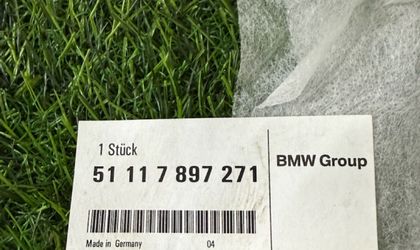 1 Stück
51 11 7 897 271
BMW Group
Made in Germany 04